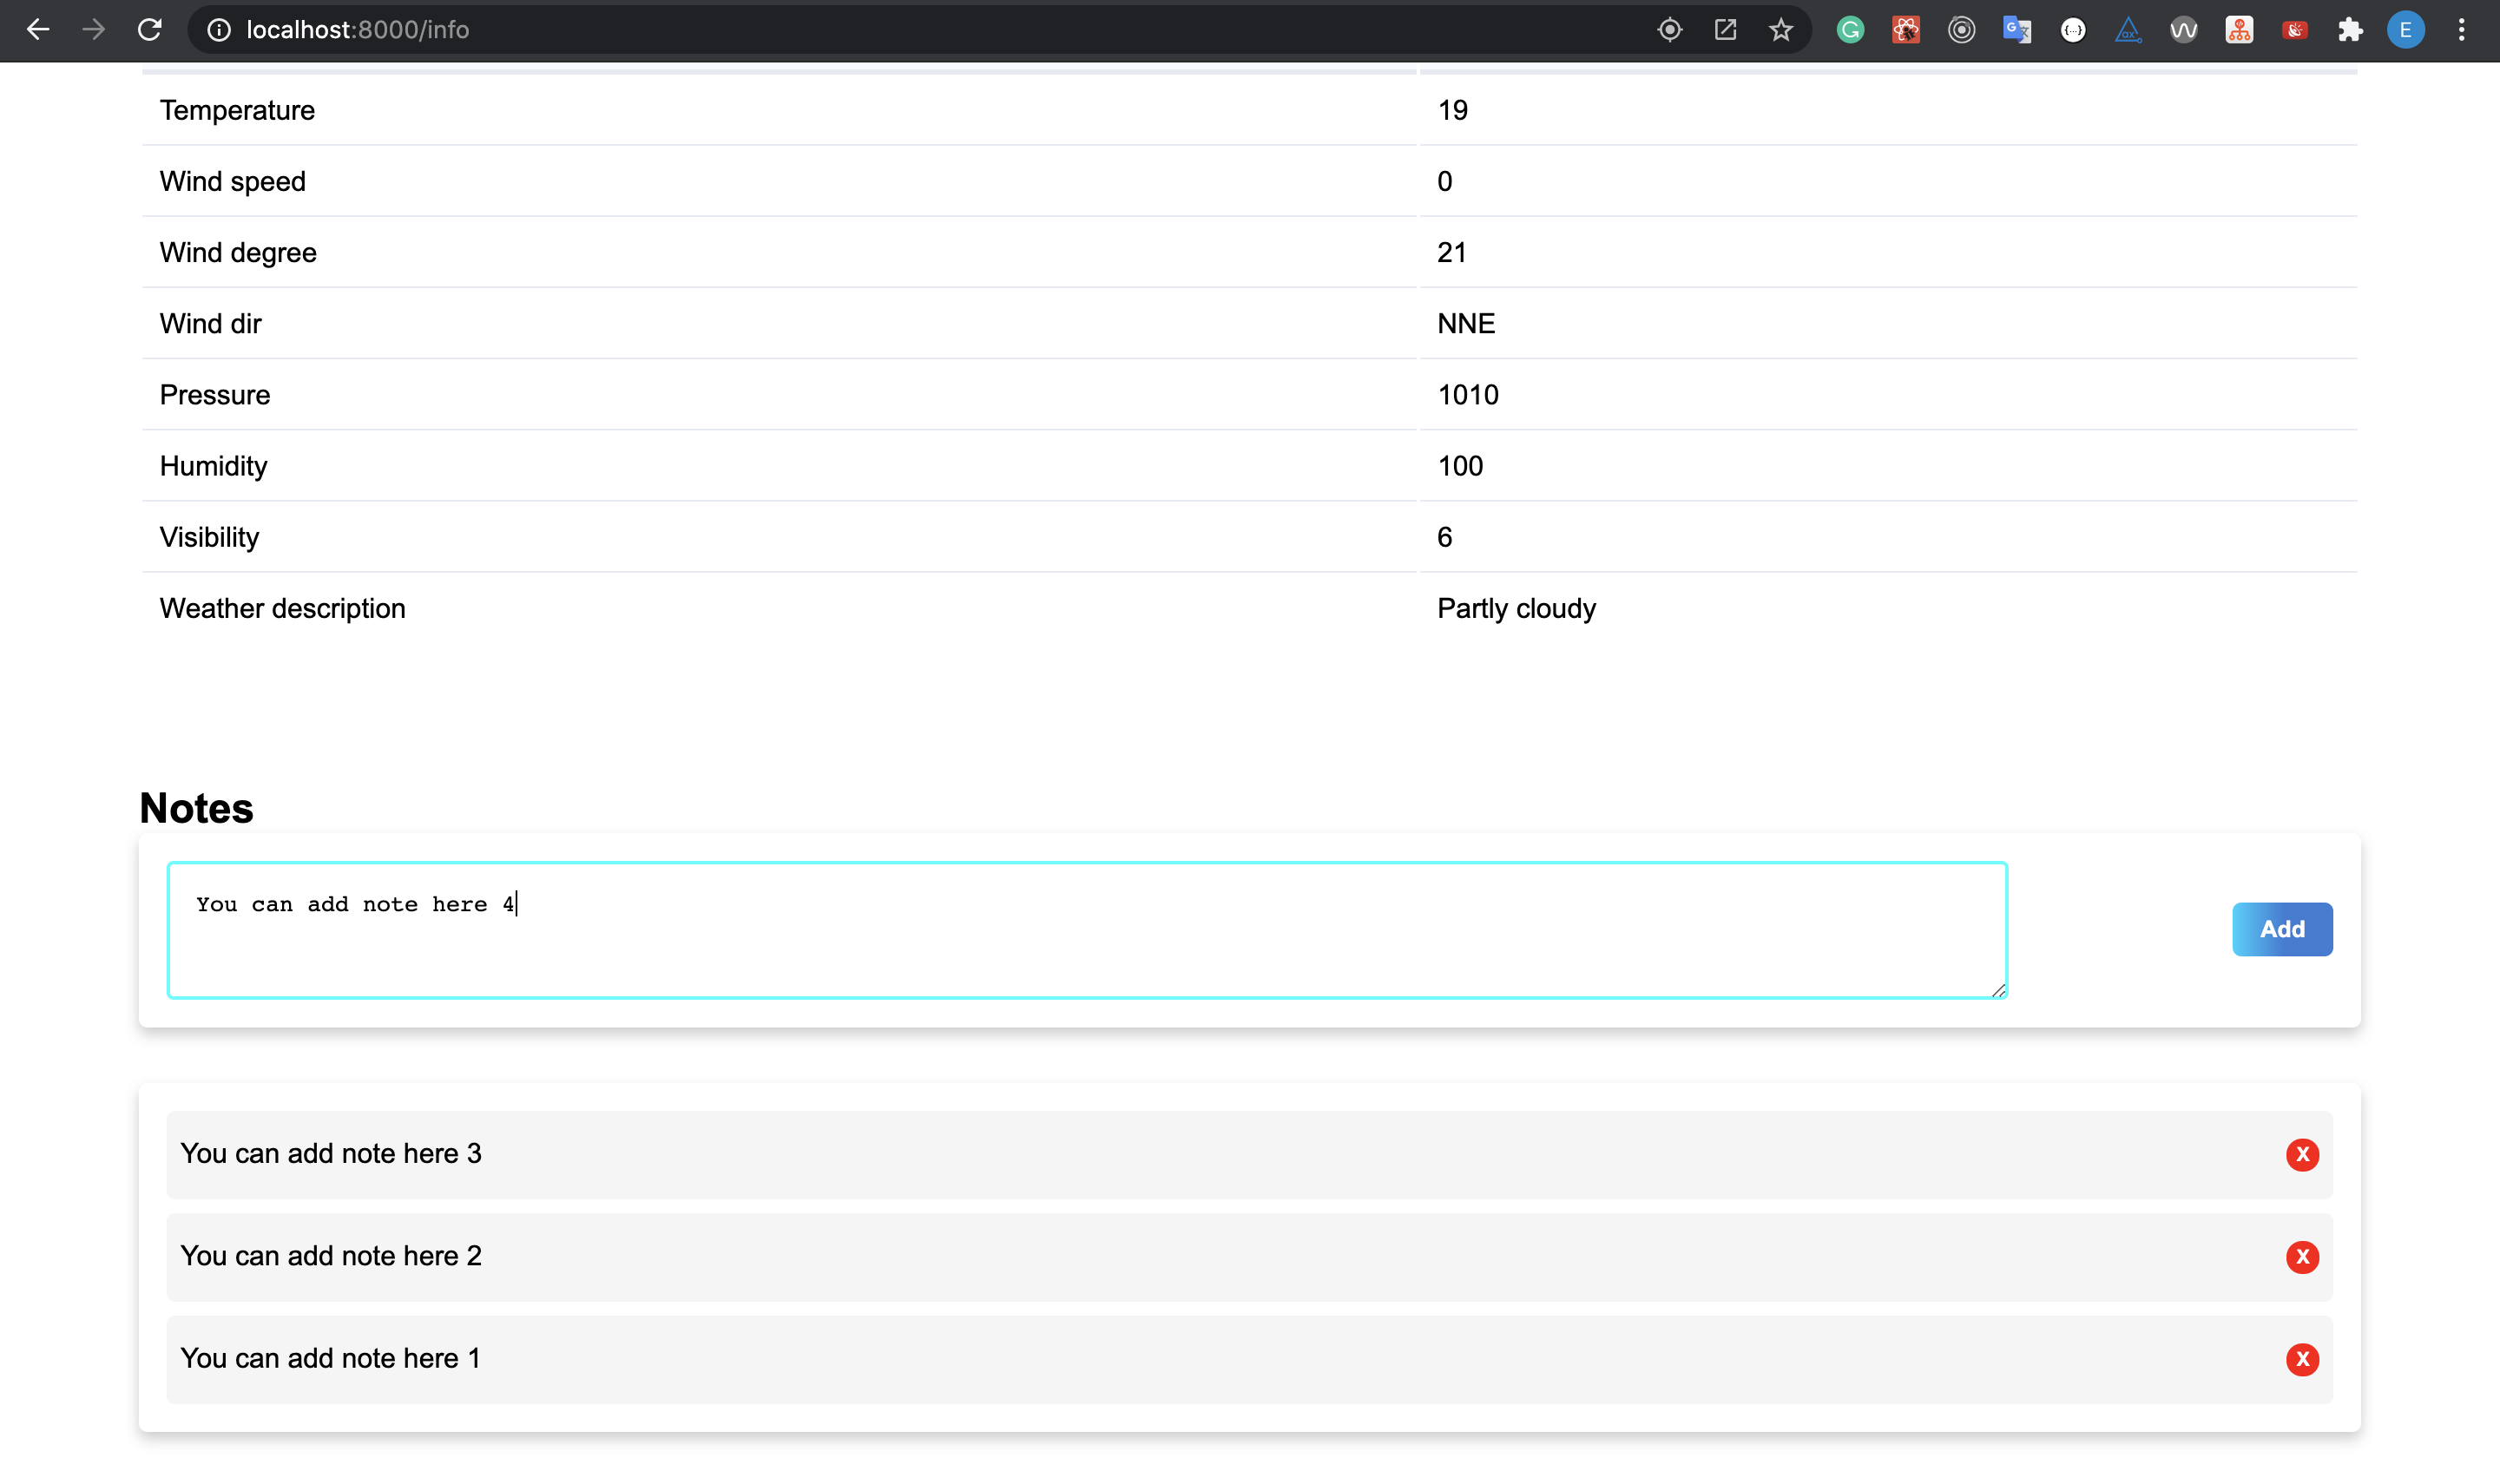 localhost:8000/info
E
Temperature 19
Wind speed 0
Wind degree 21
Wind dir NNE
Pressure 1010
Humidity 100
Visibility 6
Weather description Partly cloudy
Notes
You can add note here 4
Add
You can add note here 3 X
You can add note here 2 X
You can add note here 1 X